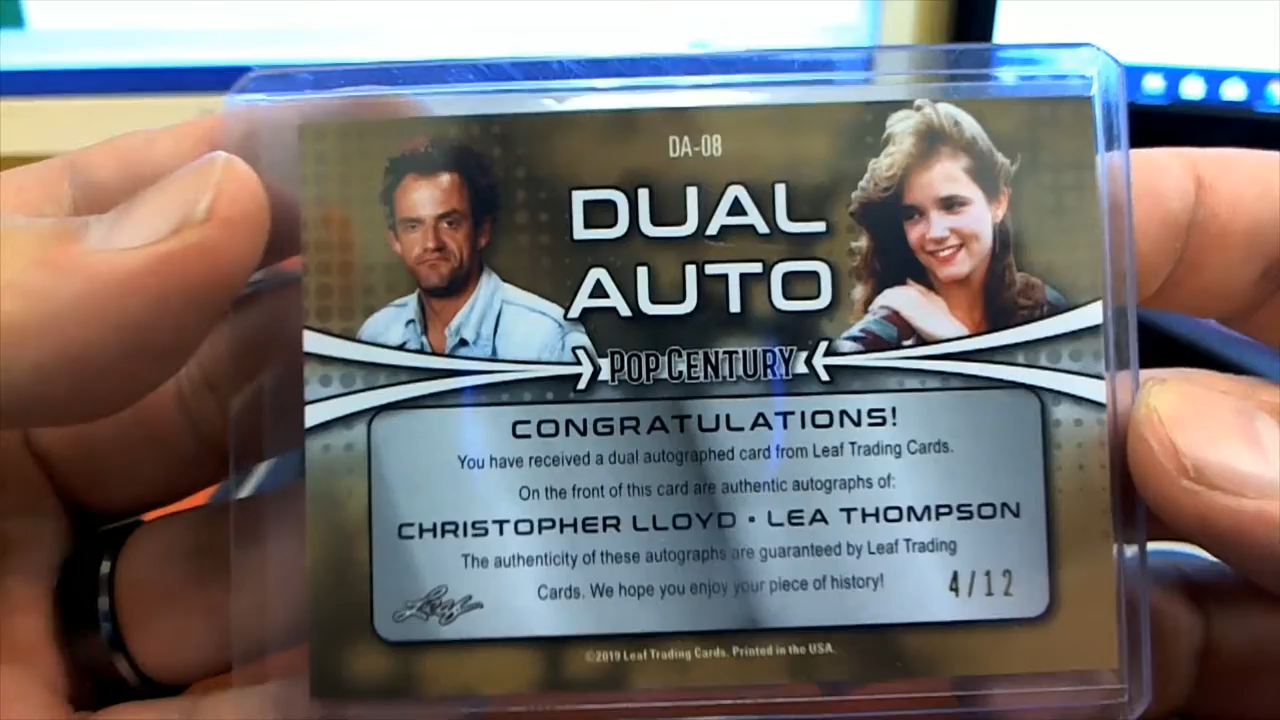 DA-08
DUAL
AUTO
POP CENTURY
CONGRATULATIONS!
You have received a dual autographed card from Leaf Trading Cards.
On the front of this card are authentic autographs of:
CHRISTOPHER LLOYD • LEA THOMPSON
The authenticity of these autographs are guaranteed by Leaf Trading
Cards. We hope you enjoy your piece of history!
4/12
Leaf
©2019 Leaf Trading Cards. Printed in the USA.